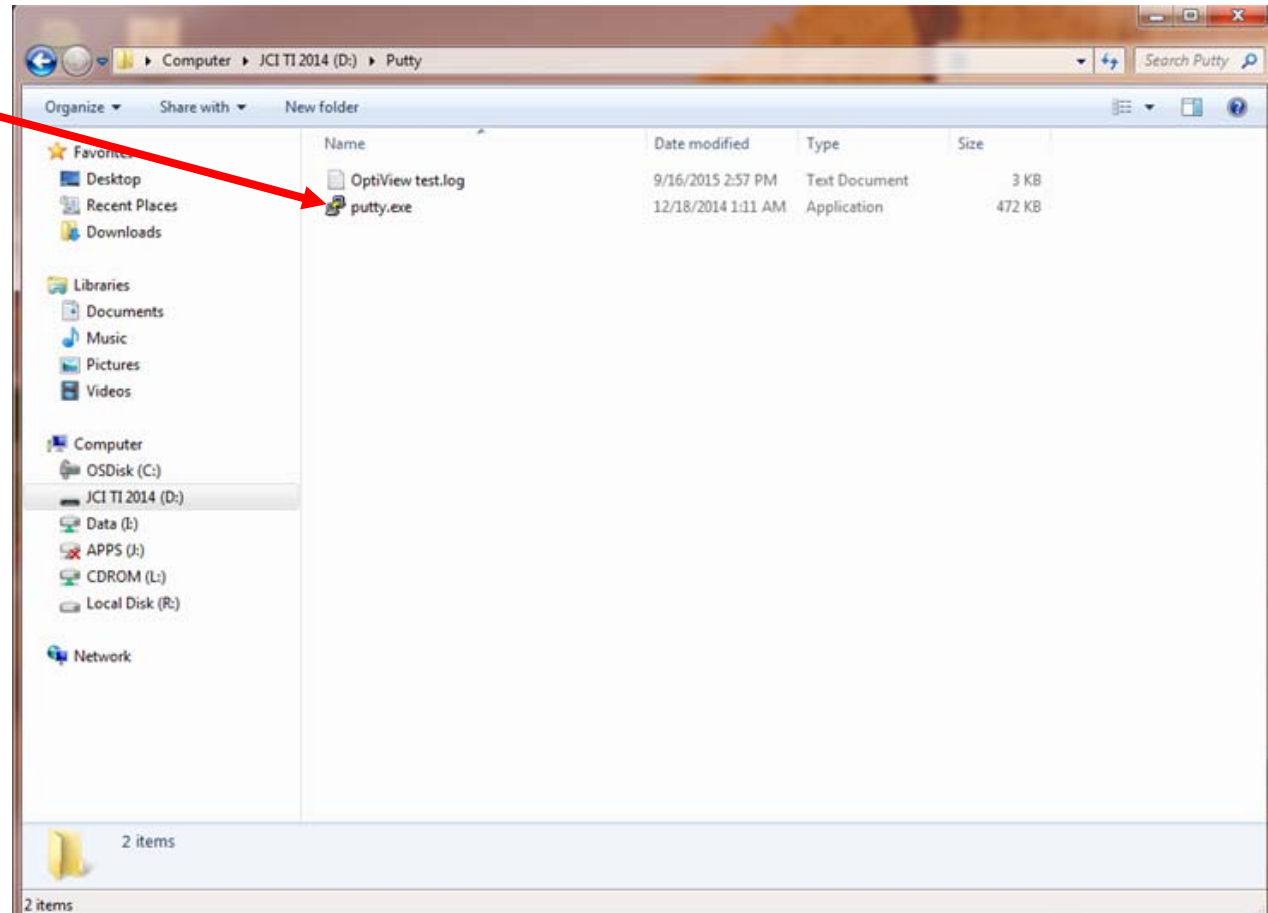 Computer ▸ JCI TI 2014 (D:) ▸ Putty
Search Putty
Organize Share with New folder
Name Date modified Type Size
OptiView test.log 9/16/2015 2:57 PM Text Document 3 KB
putty.exe 12/18/2014 1:11 AM Application 472 KB
Favorites
Desktop
Recent Places
Downloads
Libraries
Documents
Music
Pictures
Videos
Computer
OSDisk (C:)
JCI TI 2014 (D:)
Data (I:)
APPS (J:)
CDROM (L:)
Local Disk (R:)
Network
2 items
2 items